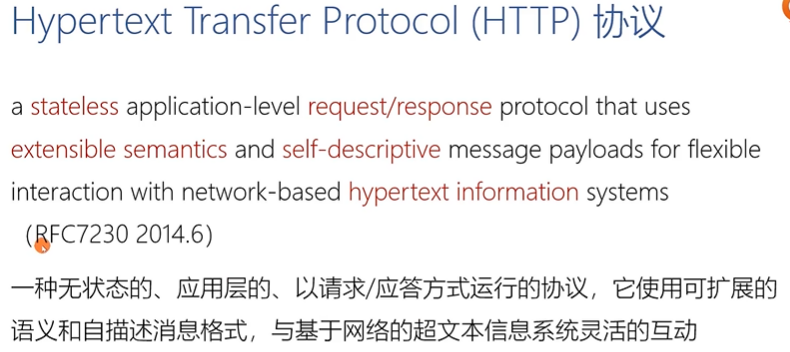 Hypertext Transfer Protocol (HTTP) 协议
a stateless application-level request/response protocol that uses
extensible semantics and self-descriptive message payloads for flexible
interaction with network-based hypertext information systems
（RFC7230 2014.6）
一种无状态的、应用层的、以请求/应答方式运行的协议，它使用可扩展的
语义和自描述消息格式，与基于网络的超文本信息系统灵活的互动